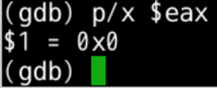 (gdb) p/x $eax
$1 = 0x0
(gdb)